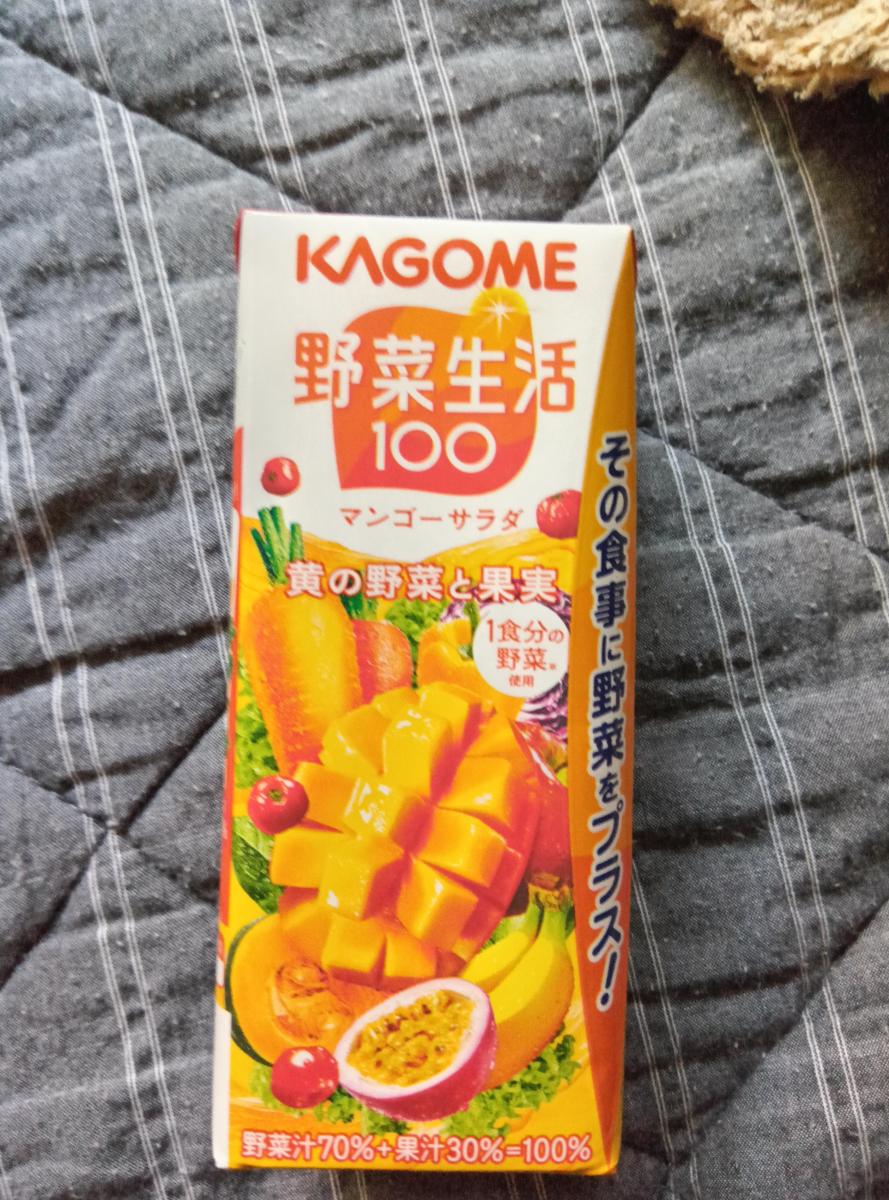 KAGOME
野菜生活
100
マンゴーサラダ
黄の野菜と果実
1食分の
野菜※
使用
その食事に野菜をプラス!
野菜汁70%+果汁30%=100%